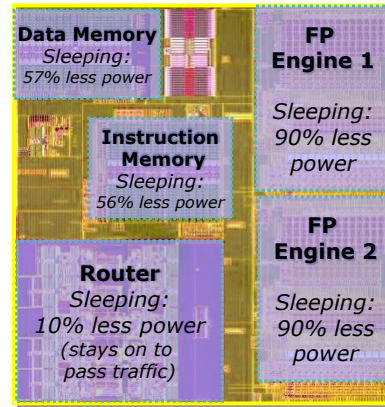 Data Memory
Sleeping:
57% less power
FP
Engine 1
Sleeping:
90% less
power
Instruction
Memory
Sleeping:
56% less power
Router
Sleeping:
10% less power
(stays on to
pass traffic)
FP
Engine 2
Sleeping:
90% less
power